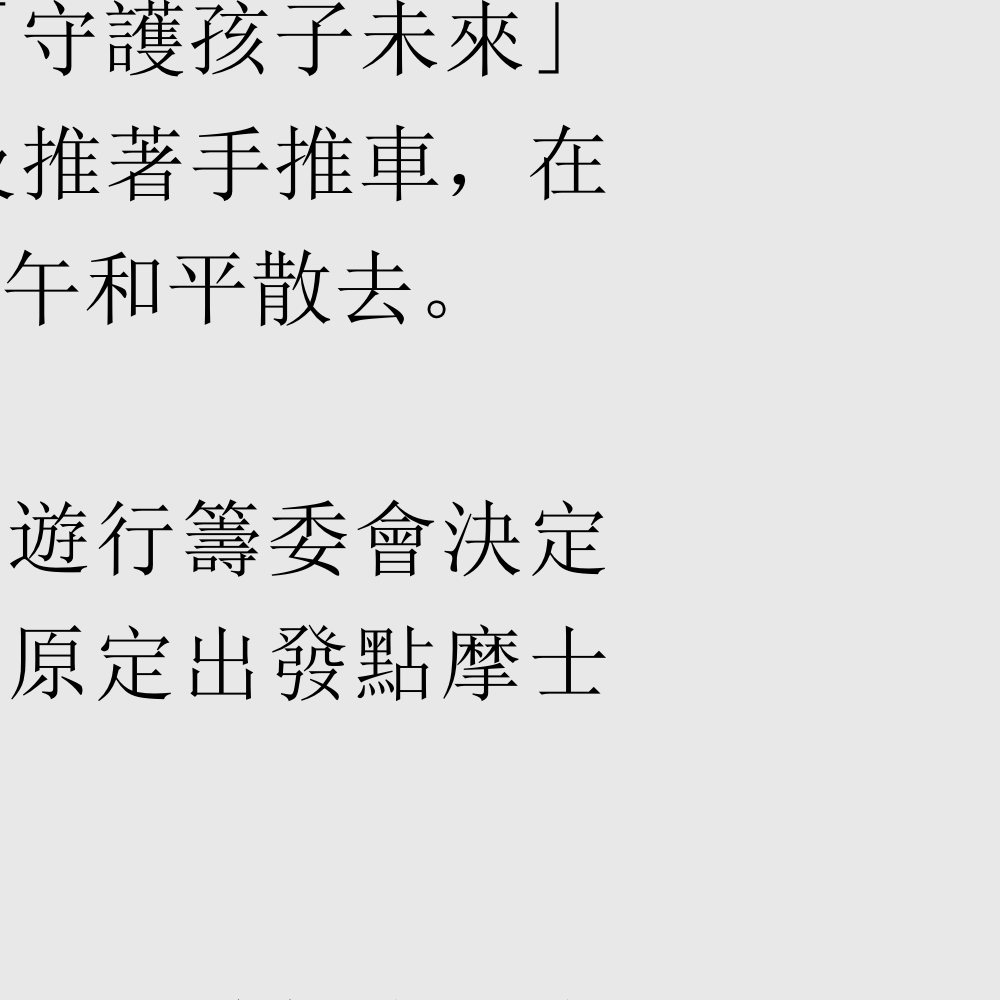 「守護孩子未來」
推著手推車，在
午和平散去。
遊行籌委會決定
原定出發點摩士